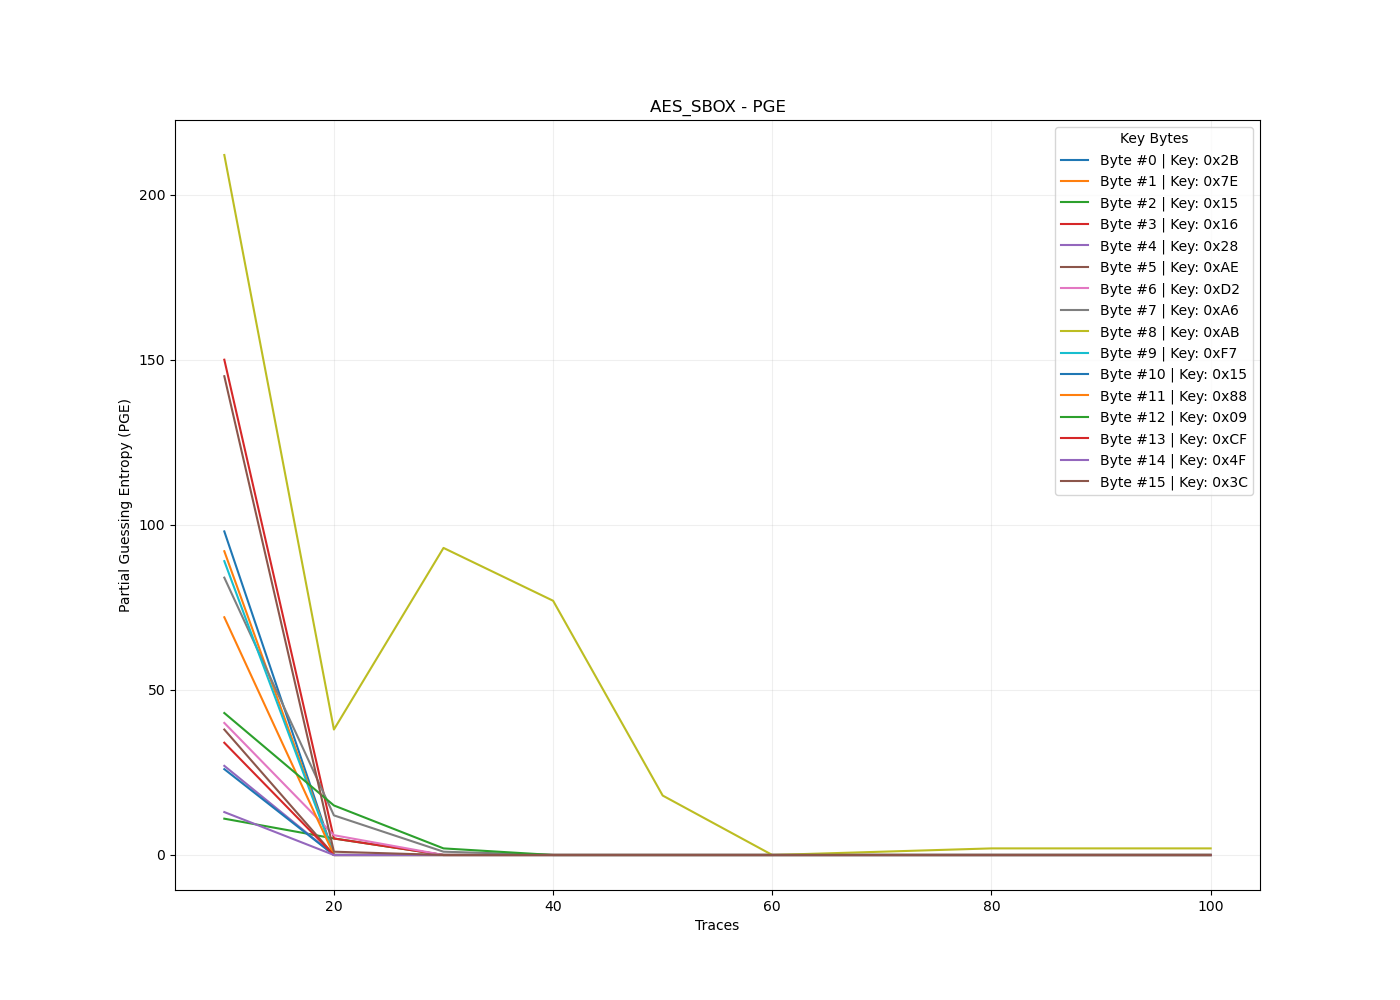 AES_SBOX - PGE
Key Bytes
Byte #0 | Key: 0x2B
Byte #1 | Key: 0x7E
Byte #2 | Key: 0x15
Byte #3 | Key: 0x16
Byte #4 | Key: 0x28
Byte #5 | Key: 0xAE
Byte #6 | Key: 0xD2
Byte #7 | Key: 0xA6
Byte #8 | Key: 0xAB
Byte #9 | Key: 0xF7
Byte #10 | Key: 0x15
Byte #11 | Key: 0x88
Byte #12 | Key: 0x09
Byte #13 | Key: 0xCF
Byte #14 | Key: 0x4F
Byte #15 | Key: 0x3C
Partial Guessing Entropy (PGE)
200
150
100
50
0
20
40
60
80
100
Traces